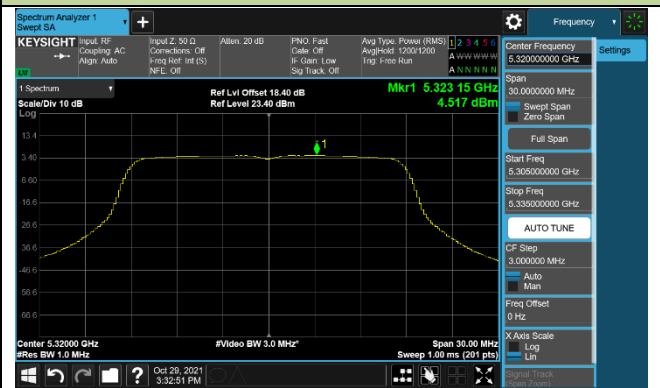 Spectrum Analyzer 1
Swept SA
Frequency
KEYSIGHT
Input: RF
Coupling: AC
Align: Auto
Input Z: 50 Ω
Corrections: Off
Freq Ref: Int (S)
NFE: Off
Atten: 20 dB
PNO: Fast
Gate: Off
IF Gain: Low
Sig Track: Off
Avg Type: Power (RMS)
Avg|Hold: 1200/1200
Trig: Free Run
1 2 3 4 5 6
A W W W W W
A N N N N N
LW
1 Spectrum
Scale/Div 10 dB
Log
Ref Lvl Offset 18.40 dB
Ref Level 23.40 dBm
Mkr1 5.323 15 GHz
4.517 dBm
1
13.4
3.40
-6.60
-16.6
-26.6
-36.6
-46.6
-56.6
-66.6
Center 5.32000 GHz
#Res BW 1.0 MHz
#Video BW 3.0 MHz*
Span 30.00 MHz
Sweep 1.00 ms (201 pts)
Center Frequency
5.320000000 GHz
Settings
Span
30.0000000 MHz
Swept Span
Zero Span
Full Span
Start Freq
5.305000000 GHz
Stop Freq
5.335000000 GHz
AUTO TUNE
CF Step
3.000000 MHz
Auto
Man
Freq Offset
0 Hz
X Axis Scale
Log
Lin
Signal Track
(Span Zoom)
Oct 29, 2021
3:32:51 PM